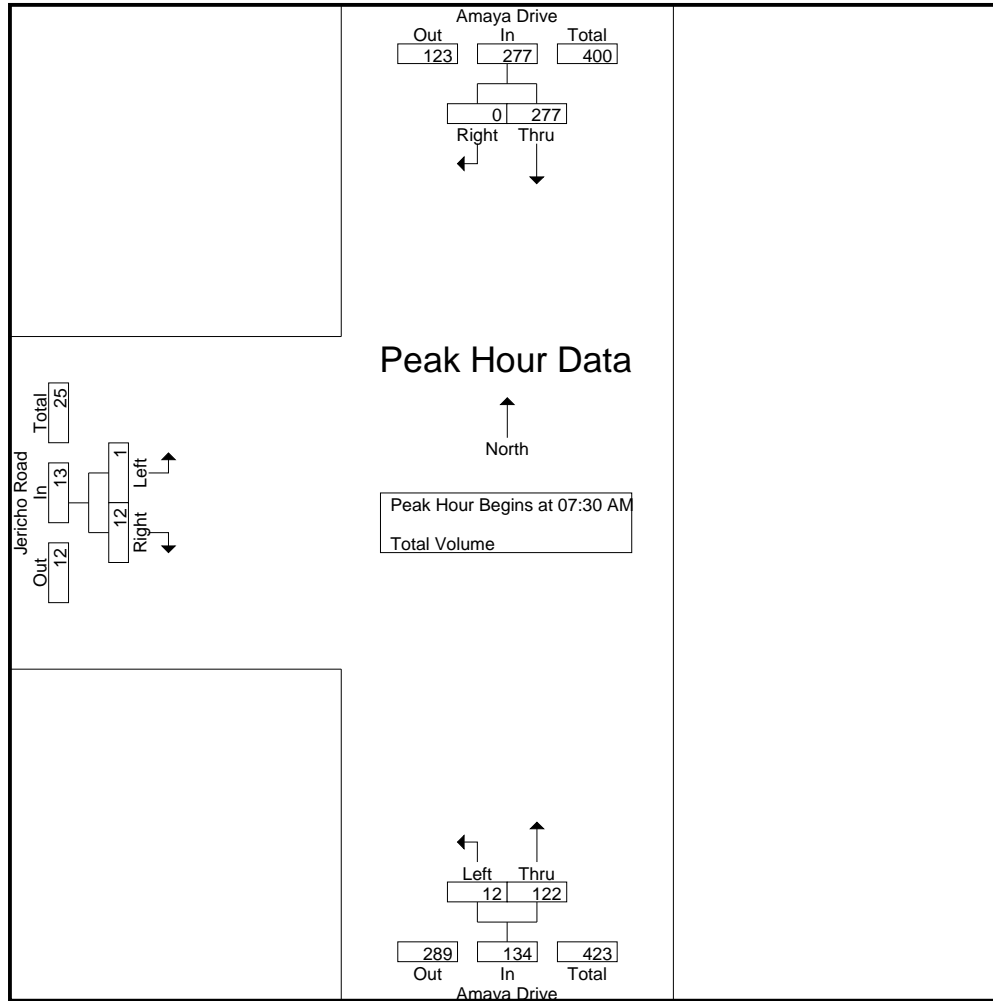 Amaya Drive
Out In Total
123 277 400
0 277
Right Thru
Peak Hour Data
North
Peak Hour Begins at 07:30 AM
Total Volume
Jericho Road
Out In Total
12 13 25
12 1
Right Left
Left Thru
12 122
289 134 423
Out In Total
Amaya Drive